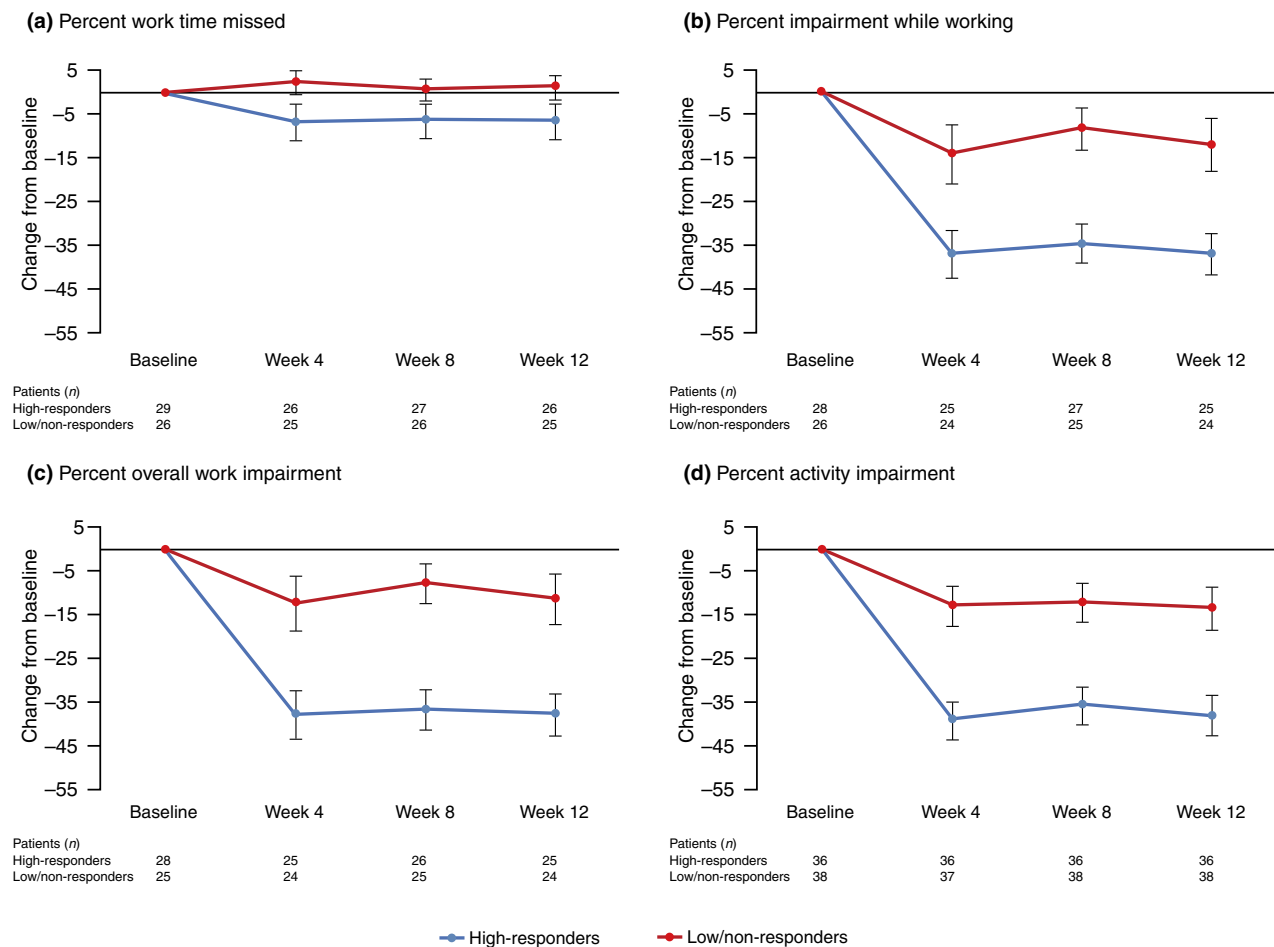 (a) Percent work time missed
Change from baseline
5
–5
–15
–25
–35
–45
–55
Baseline Week 4 Week 8 Week 12
Patients (n)
High-responders 29 26 27 26
Low/non-responders 26 25 26 25
(b) Percent impairment while working
Change from baseline
5
–5
–15
–25
–35
–45
–55
Baseline Week 4 Week 8 Week 12
Patients (n)
High-responders 28 25 27 25
Low/non-responders 26 24 25 24
(c) Percent overall work impairment
Change from baseline
5
–5
–15
–25
–35
–45
–55
Baseline Week 4 Week 8 Week 12
Patients (n)
High-responders 28 25 26 25
Low/non-responders 25 24 25 24
(d) Percent activity impairment
Change from baseline
5
–5
–15
–25
–35
–45
–55
Baseline Week 4 Week 8 Week 12
Patients (n)
High-responders 36 36 36 36
Low/non-responders 38 37 38 38
High-responders Low/non-responders